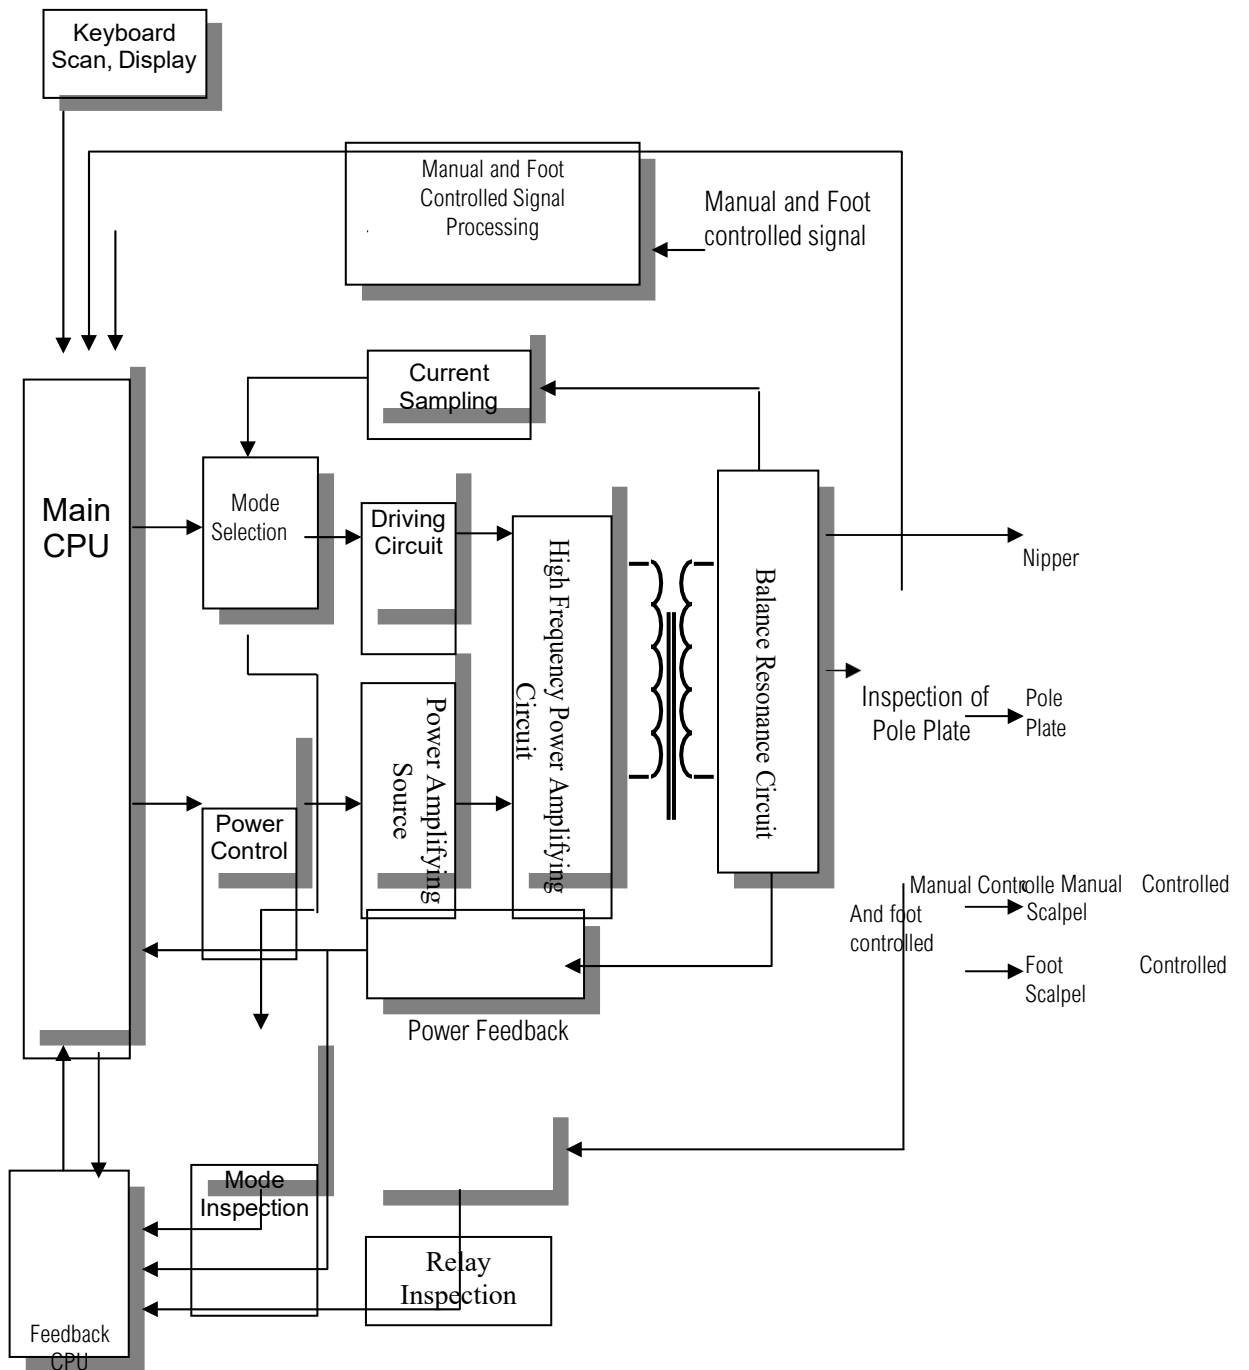 Keyboard
Scan, Display
Manual and Foot
Controlled Signal
Processing
Manual and Foot
controlled signal
Current
Sampling
Main
CPU
Mode
Selection
Driving
Circuit
High Frequency Power Amplifying
Circuit
Balance Resonance Circuit
Nipper
Inspection of
Pole Plate
Pole
Plate
Power Amplifying
Source
Power
Control
Manual Controlle Manual Controlled
Scalpel
And foot
controlled
Foot Controlled
Scalpel
Power Feedback
Mode
Inspection
Relay
Inspection
Feedback
CPU